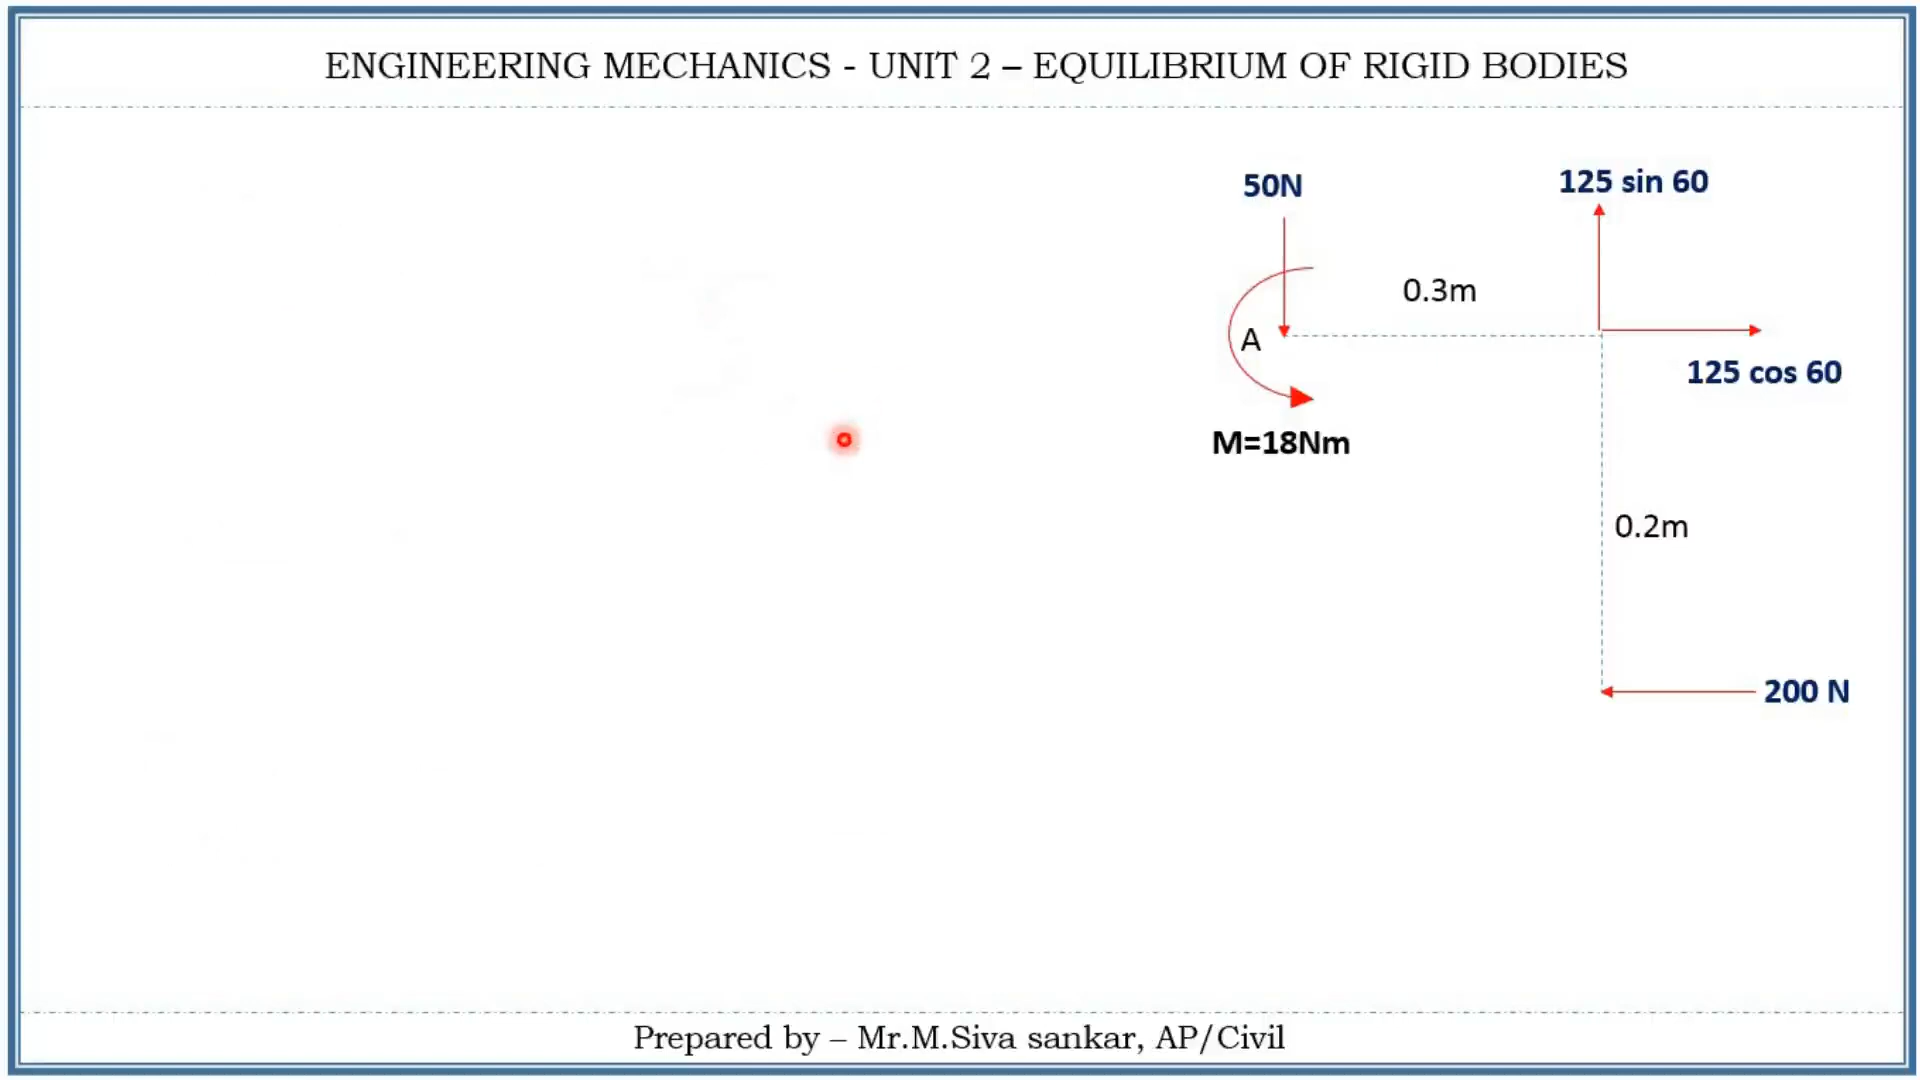 ENGINEERING MECHANICS - UNIT 2 – EQUILIBRIUM OF RIGID BODIES
50N
125 sin 60
0.3m
A
125 cos 60
M=18Nm
0.2m
200 N
Prepared by – Mr.M.Siva sankar, AP/Civil